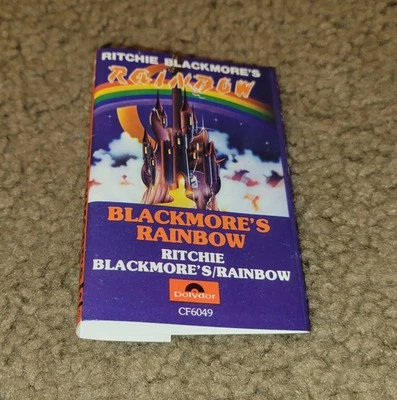 RITCHIE BLACKMORE'S
RAINBOW
BLACKMORE'S
RAINBOW
RITCHIE
BLACKMORE'S/RAINBOW
Polydor
CF6049